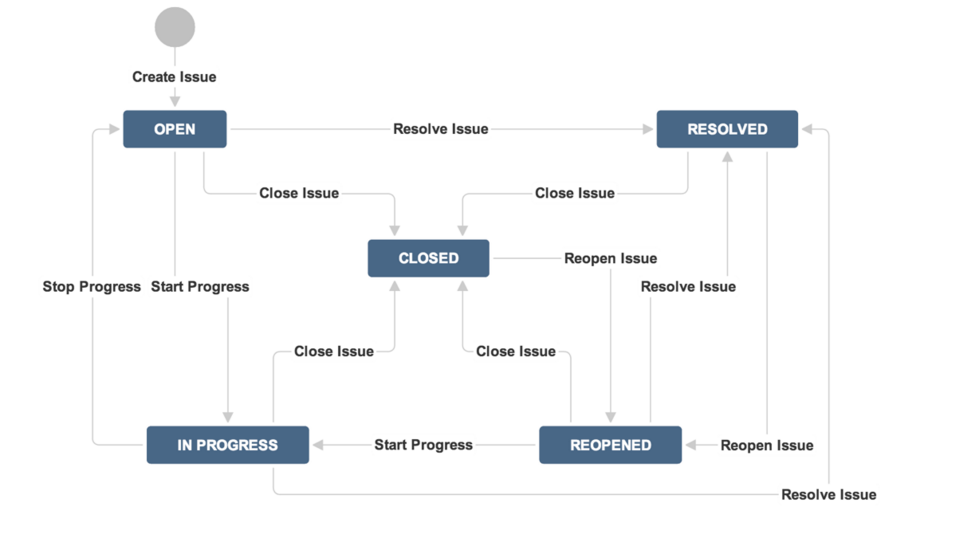 Create Issue
OPEN
Resolve Issue
RESOLVED
Close Issue
Close Issue
CLOSED
Reopen Issue
Stop Progress
Start Progress
Resolve Issue
Close Issue
Close Issue
IN PROGRESS
Start Progress
REOPENED
Reopen Issue
Resolve Issue